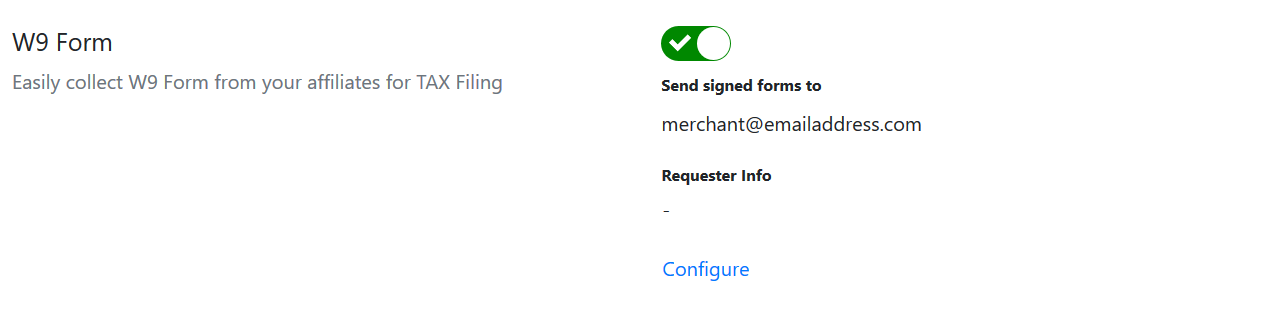 W9 Form
Easily collect W9 Form from your affiliates for TAX Filing
Send signed forms to
merchant@emailaddress.com
Requester Info
-
Configure